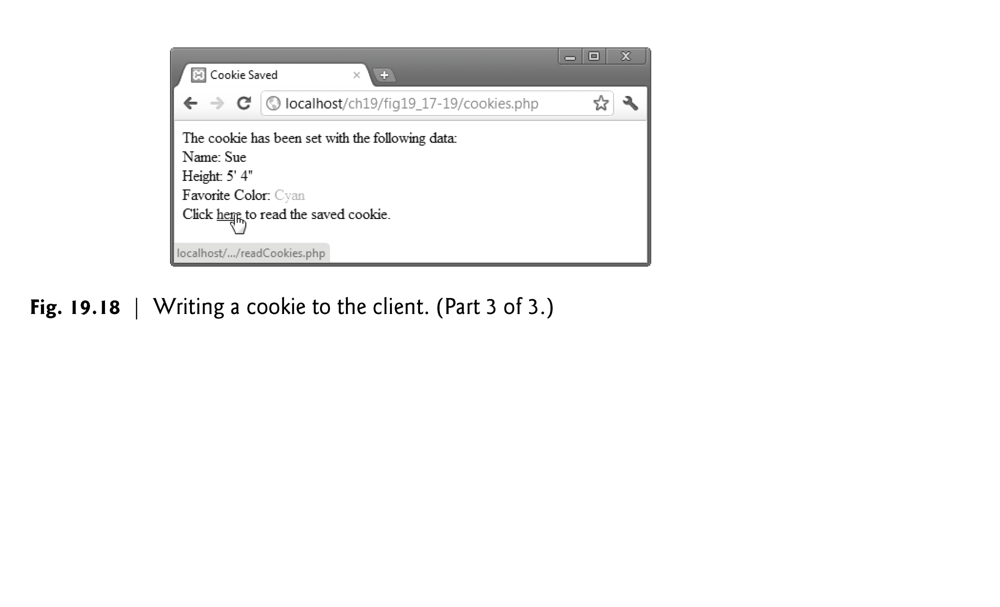 Cookie Saved
localhost/ch19/fig19_17-19/cookies.php
The cookie has been set with the following data:
Name: Sue
Height: 5' 4"
Favorite Color: Cyan
Click here to read the saved cookie.
localhost/.../readCookies.php
Fig. 19.18 | Writing a cookie to the client. (Part 3 of 3.)